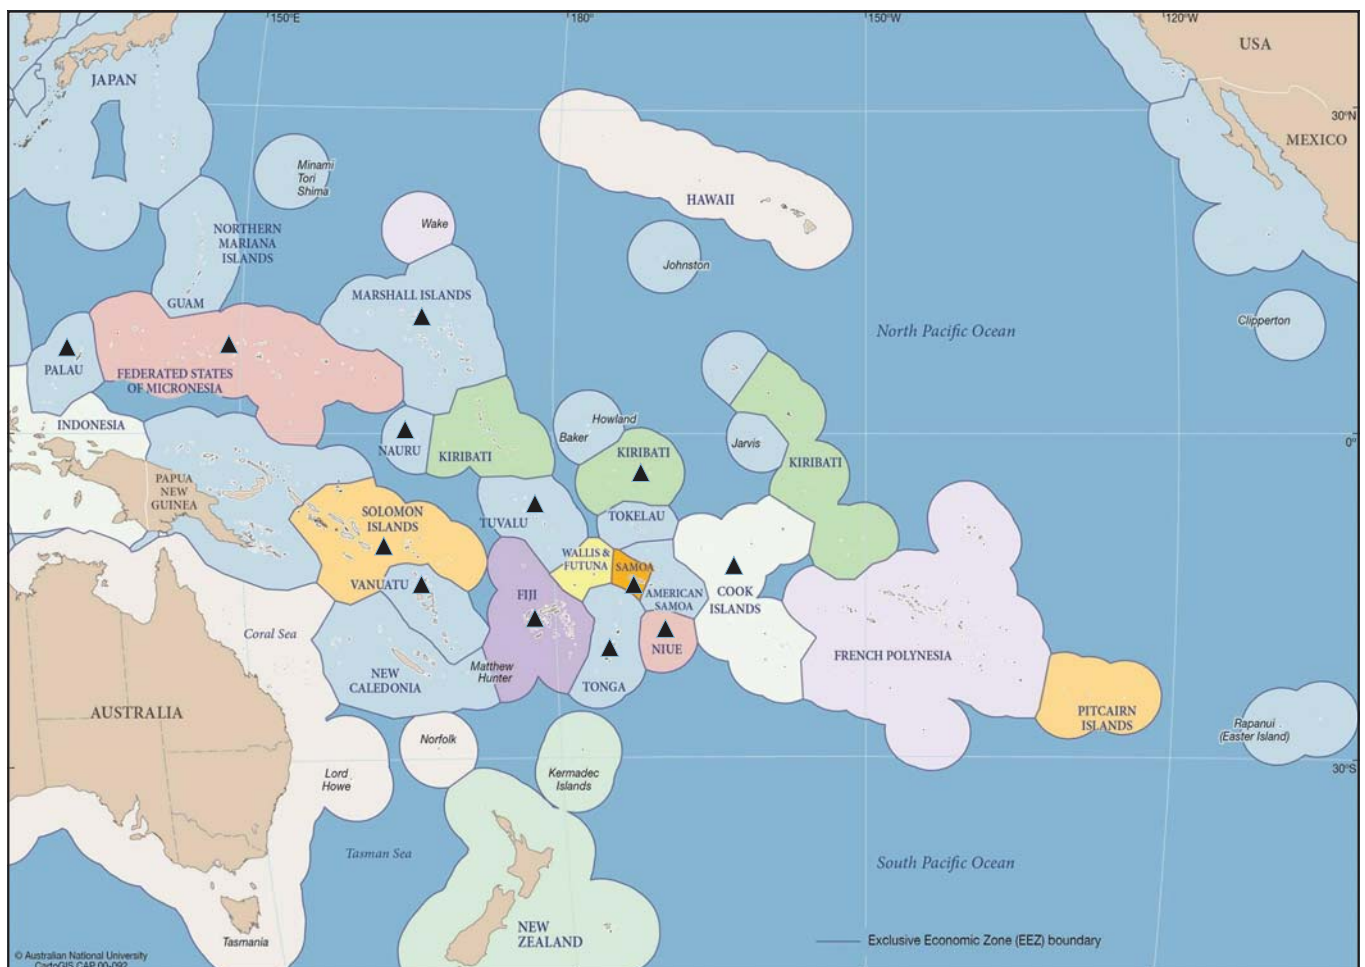 150°E
180°
150°W
120°W
USA
JAPAN
30°N
MEXICO
Minami
Tori
Shima
HAWAII
Wake
NORTHERN
MARIANA
ISLANDS
Johnston
MARSHALL ISLANDS
GUAM
Clipperton
North Pacific Ocean
PALAU
FEDERATED STATES
OF MICRONESIA
Howland
INDONESIA
Baker
Jarvis
0°
NAURU
KIRIBATI
KIRIBATI
KIRIBATI
PAPUA
NEW
GUINEA
SOLOMON
ISLANDS
TUVALU
TOKELAU
WALLIS &
FUTUNA
SAMOA
VANUATU
FIJI
AMERICAN
SAMOA
COOK
ISLANDS
Coral Sea
NIUE
FRENCH POLYNESIA
Matthew
Hunter
NEW
CALEDONIA
TONGA
AUSTRALIA
PITCAIRN
ISLANDS
Rapanui
(Easter Island)
Norfolk
Lord
Howe
Kermadec
Islands
30°S
Tasman Sea
South Pacific Ocean
NEW
ZEALAND
Tasmania
Exclusive Economic Zone (EEZ) boundary
© Australian National University
CartoGIS CAP 00-092